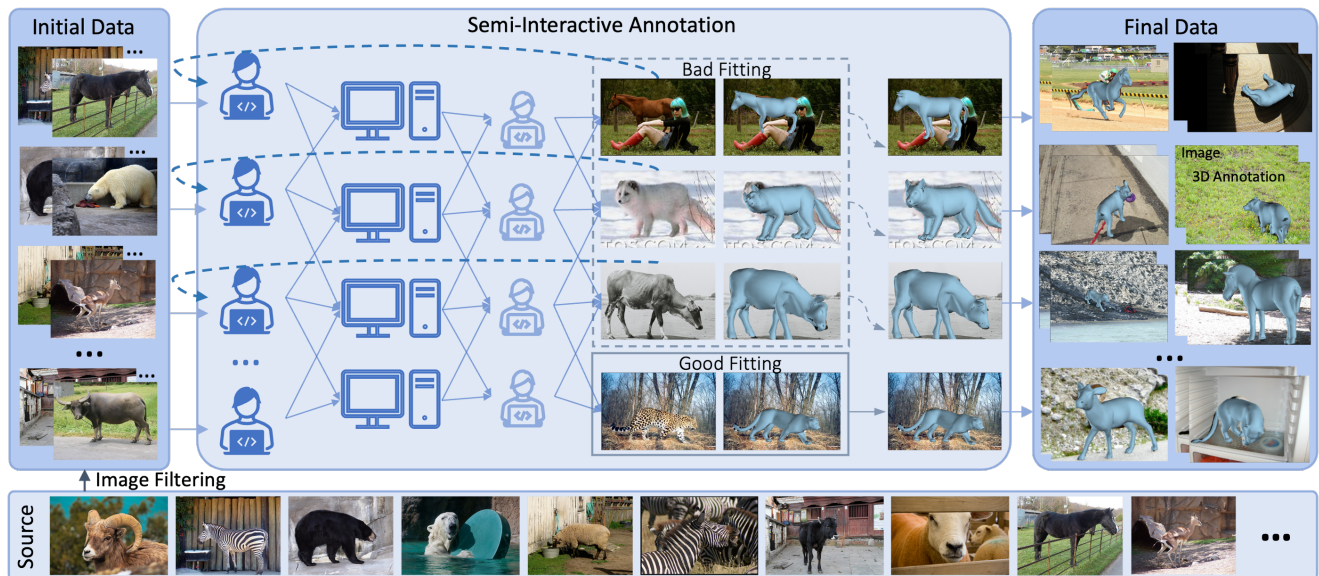 Initial Data
Semi-Interactive Annotation
Final Data
...
Bad Fitting
</>
</>
</>
</>
</>
</>
</>
</>
...
...
Image
3D Annotation
...
...
...
...
Good Fitting
...
Image Filtering
Source
...